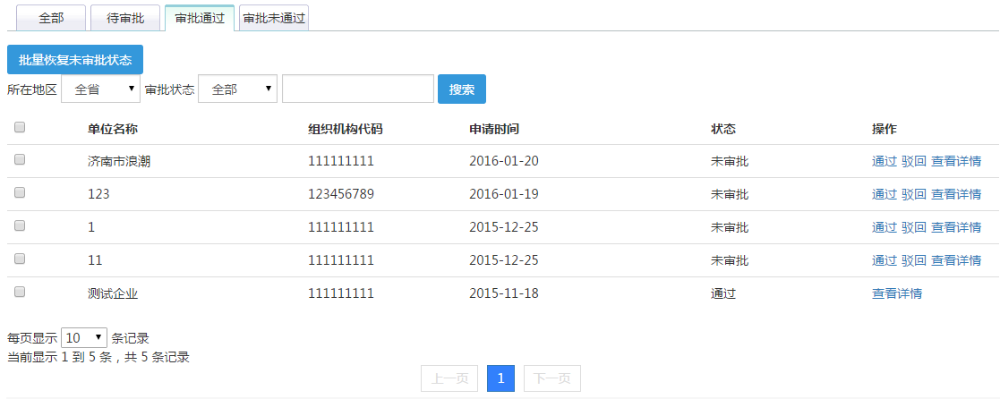 全部 待审批 审批通过 审批未通过
批量恢复未审批状态
所在地区 全省 审批状态 全部 搜索
单位名称 组织机构代码 申请时间 状态 操作
济南市浪潮 111111111 2016-01-20 未审批 通过 驳回 查看详情
123 123456789 2016-01-19 未审批 通过 驳回 查看详情
1 111111111 2015-12-25 未审批 通过 驳回 查看详情
11 111111111 2015-12-25 未审批 通过 驳回 查看详情
测试企业 111111111 2015-11-18 通过 查看详情
每页显示 10 条记录
当前显示 1 到 5 条，共 5 条记录
上一页 1 下一页